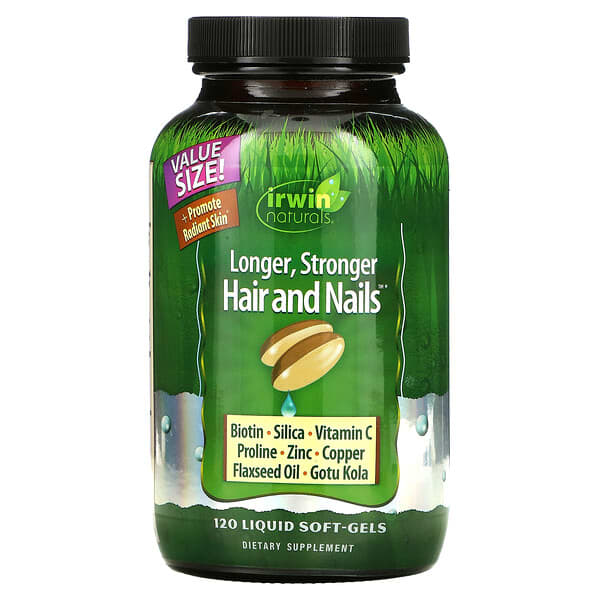 VALUE
SIZE!
+ Promote
Radiant Skin*
irwin
naturals®
Longer, Stronger
Hair and Nails™*
Biotin • Silica • Vitamin C
Proline • Zinc • Copper
Flaxseed Oil • Gotu Kola
120 LIQUID SOFT-GELS
DIETARY SUPPLEMENT